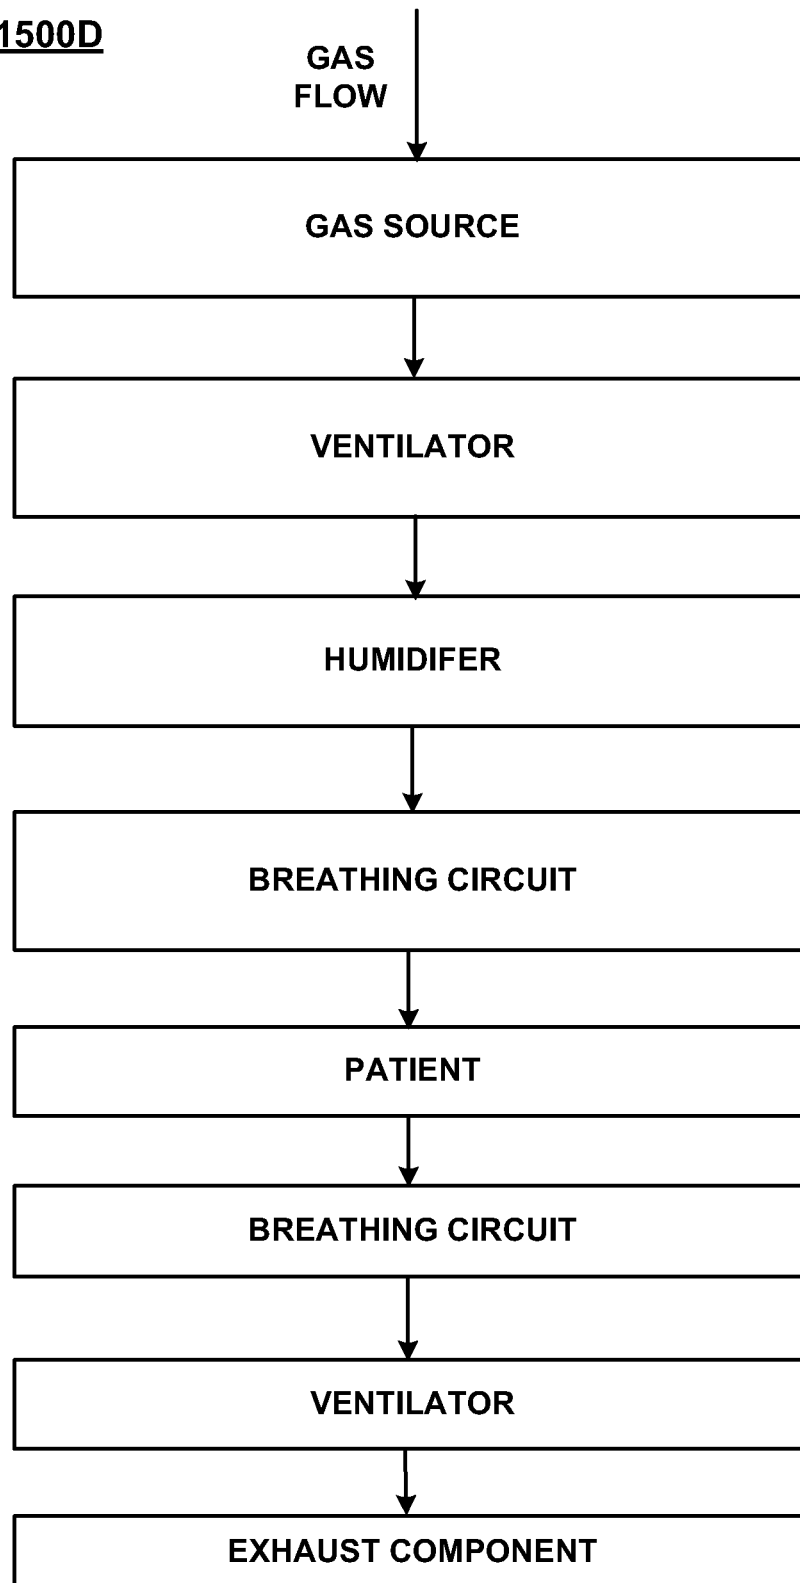 1500D
GAS
FLOW
GAS SOURCE
VENTILATOR
HUMIDIFER
BREATHING CIRCUIT
PATIENT
BREATHING CIRCUIT
VENTILATOR
EXHAUST COMPONENT